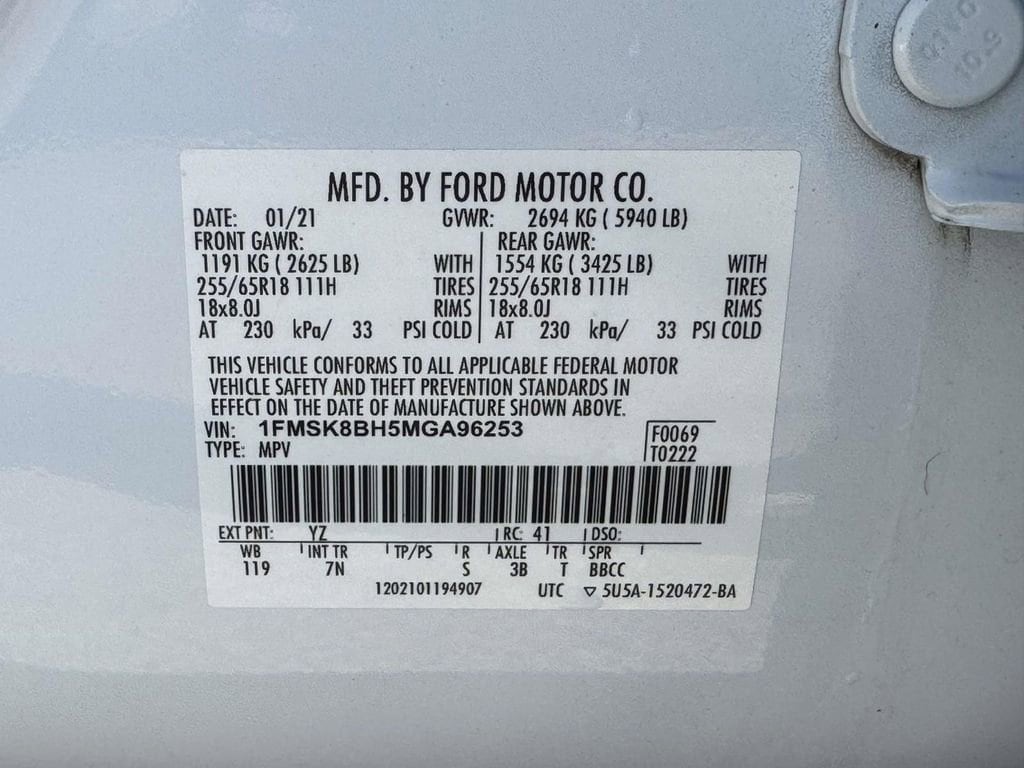 01VO
10.9
MFD. BY FORD MOTOR CO.
DATE: 01/21 GVWR: 2694 KG ( 5940 LB)
FRONT GAWR: REAR GAWR:
1191 KG ( 2625 LB) WITH 1554 KG ( 3425 LB) WITH
255/65R18 111H TIRES 255/65R18 111H TIRES
18x8.0J RIMS 18x8.0J RIMS
AT 230 kPa/ 33 PSI COLD AT 230 kPa/ 33 PSI COLD
THIS VEHICLE CONFORMS TO ALL APPLICABLE FEDERAL MOTOR
VEHICLE SAFETY AND THEFT PREVENTION STANDARDS IN
EFFECT ON THE DATE OF MANUFACTURE SHOWN ABOVE.
VIN: 1FMSK8BH5MGA96253 F0069
TYPE: MPV T0222
EXT PNT: YZ RC: 41 DSO:
WB INT TR TP/PS R AXLE TR SPR
119 7N S 3B T BBCC
1202101194907 UTC ▽ 5U5A-1520472-BA